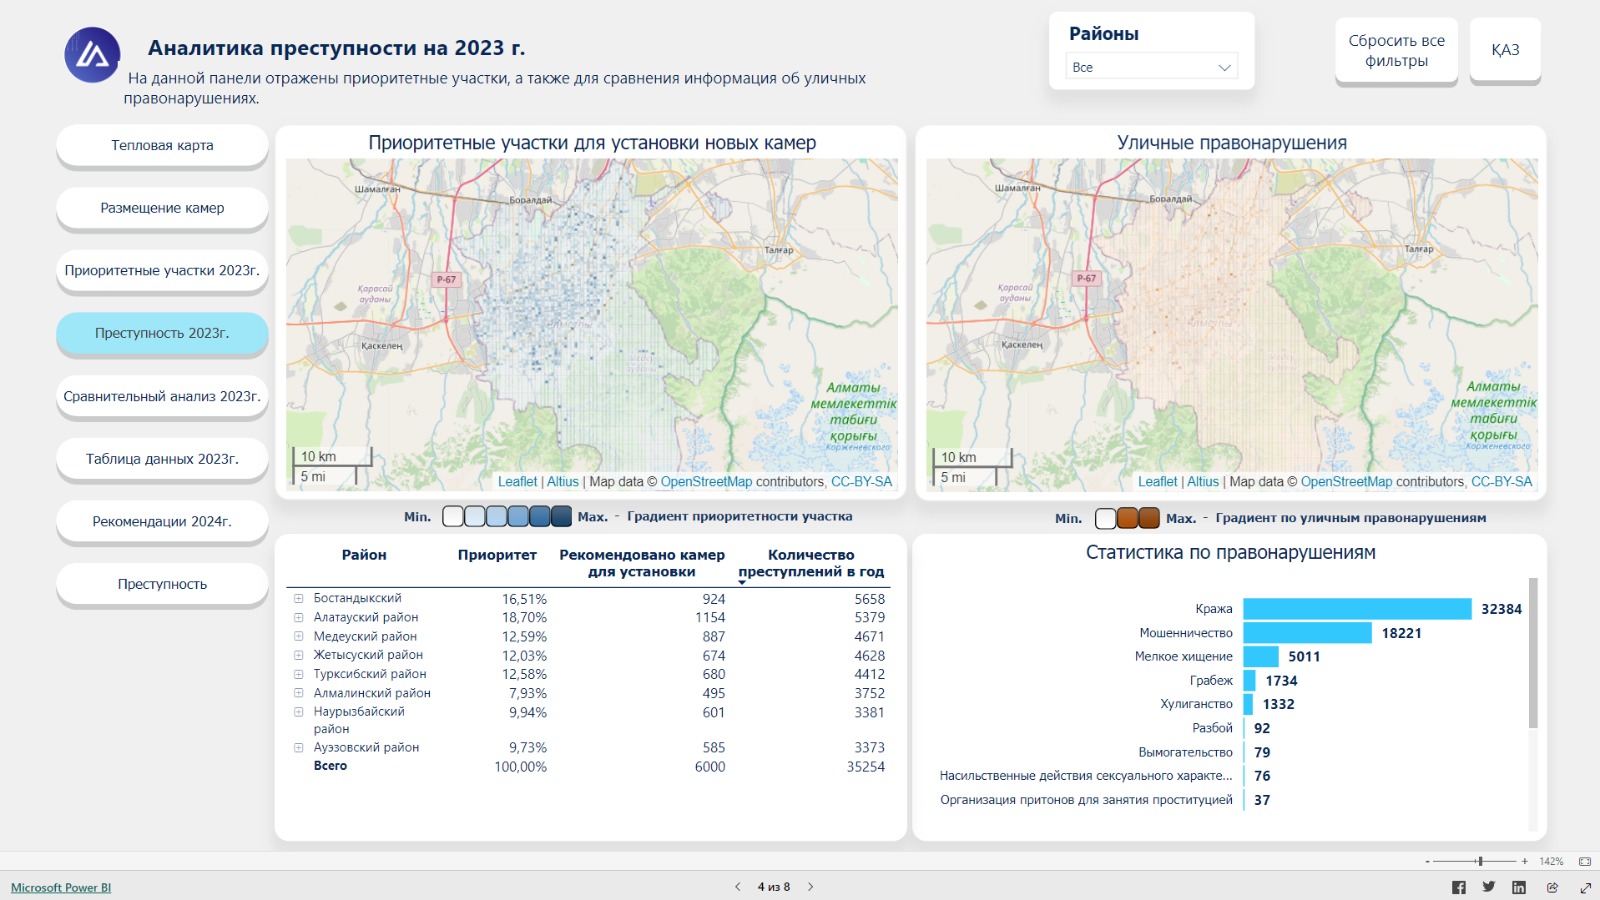 Аналитика преступности на 2023 г.
На данной панели отражены приоритетные участки, а также для сравнения информация об уличных
правонарушениях.
Районы
Все
Сбросить все
фильтры
ҚАЗ
Тепловая карта
Размещение камер
Приоритетные участки 2023г.
Преступность 2023г.
Сравнительный анализ 2023г.
Таблица данных 2023г.
Рекомендации 2024г.
Преступность
Приоритетные участки для установки новых камер
Шамалған
Боралдай
Талғар
P-67
Қарасай
ауданы
Қаскелең
Алматы
мемлекеттік
табиғи
қорығы
Корженевского
10 km
5 mi
Leaflet | Altius | Map data © OpenStreetMap contributors, CC-BY-SA
Уличные правонарушения
Шамалған
Боралдай
Талғар
P-67
Қарасай
ауданы
Қаскелең
Алматы
мемлекеттік
табиғи
қорығы
Корженевского
10 km
5 mi
Leaflet | Altius | Map data © OpenStreetMap contributors, CC-BY-SA
Min. Max. - Градиент приоритетности участка
Min. Max. - Градиент по уличным правонарушениям
Район Приоритет Рекомендовано камер для установки Количество преступлений в год
Бостандыкский 16,51% 924 5658
Алатауский район 18,70% 1154 5379
Медеуский район 12,59% 887 4671
Жетысуский район 12,03% 674 4628
Турксибский район 12,58% 680 4412
Алмалинский район 7,93% 495 3752
Наурызбайский район 9,94% 601 3381
Ауэзовский район 9,73% 585 3373
Всего 100,00% 6000 35254
Статистика по правонарушениям
Кража 32384
Мошенничество 18221
Мелкое хищение 5011
Грабеж 1734
Хулиганство 1332
Разбой 92
Вымогательство 79
Насильственные действия сексуального характе... 76
Организация притонов для занятия проституцией 37
- + 142%
Microsoft Power BI
4 из 8